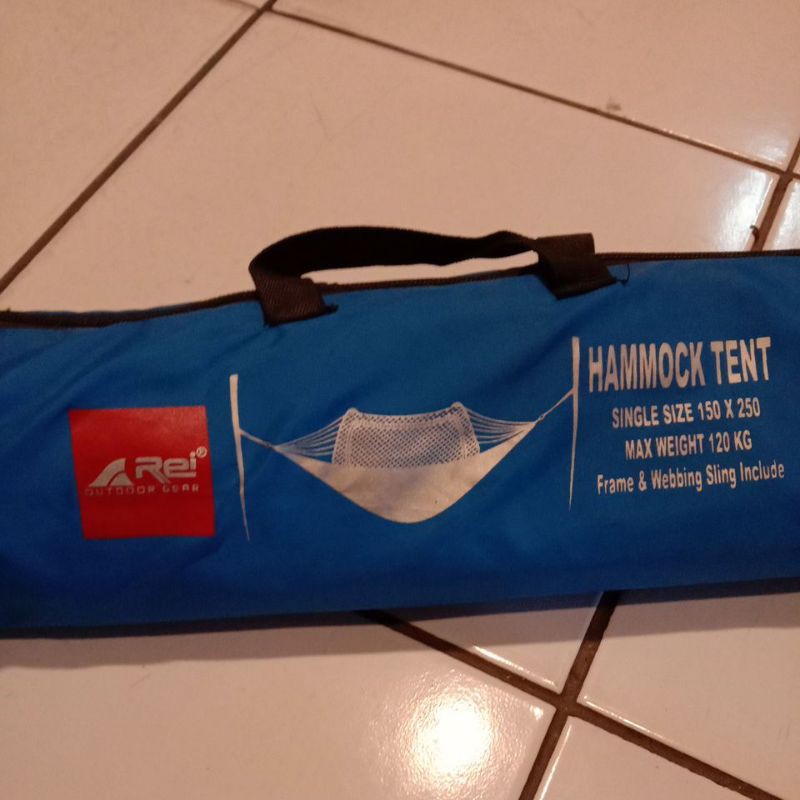 Rei®
OUTDOOR GEAR
HAMMOCK TENT
SINGLE SIZE 150 X 250
MAX WEIGHT 120 KG
Frame & Webbing Sling Include